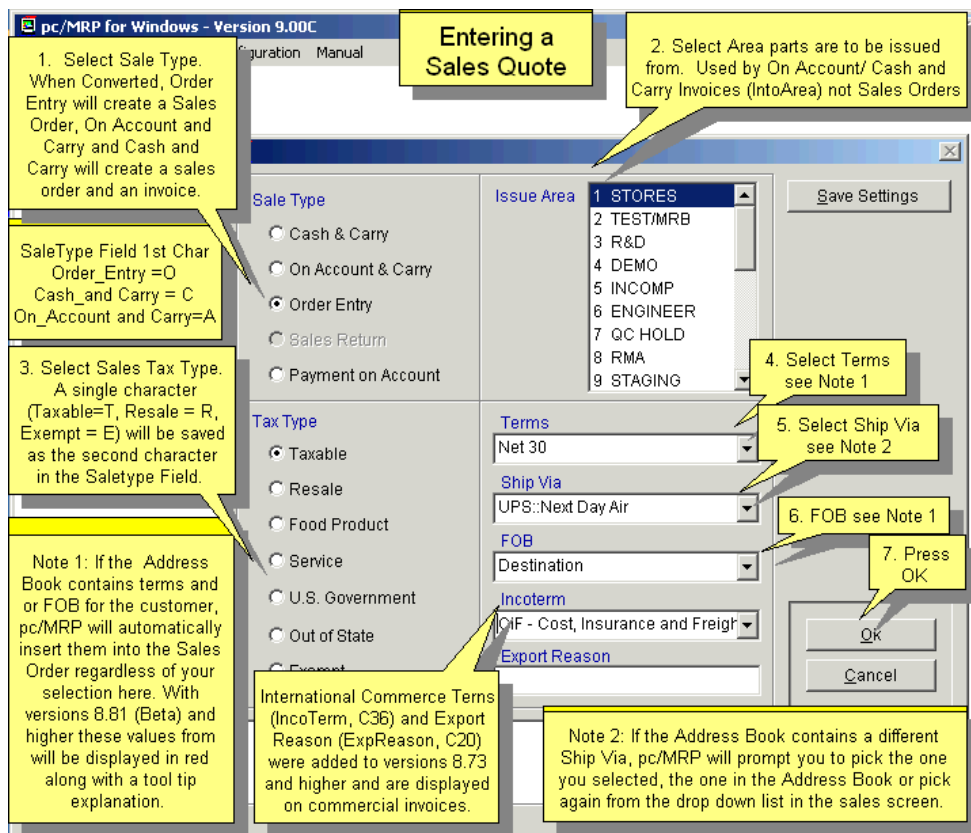 pc/MRP for Windows - Version 9.00C
guration Manual
Entering a
Sales Quote
1. Select Sale Type.
When Converted, Order
Entry will create a Sales
Order, On Account and
Carry and Cash and
Carry will create a sales
order and an invoice.
2. Select Area parts are to be issued
from. Used by On Account/ Cash and
Carry Invoices (IntoArea) not Sales Orders
SaleType Field 1st Char
Order_Entry =O
Cash_and Carry = C
On_Account and Carry=A
Sale Type
Cash & Carry
On Account & Carry
Order Entry
Sales Return
Payment on Account
Issue Area
1 STORES
2 TEST/MRB
3 R&D
4 DEMO
5 INCOMP
6 ENGINEER
7 QC HOLD
8 RMA
9 STAGING
Save Settings
3. Select Sales Tax Type.
A single character
(Taxable=T, Resale = R,
Exempt = E) will be saved
as the second character
in the Saletype Field.
Tax Type
Taxable
Resale
Food Product
Service
U.S. Government
Out of State
Exempt
4. Select Terms
see Note 1
Terms
Net 30
5. Select Ship Via
see Note 2
Ship Via
UPS::Next Day Air
6. FOB see Note 1
FOB
Destination
7. Press
OK
Incoterm
CIF - Cost, Insurance and Freigh
Export Reason
Ok
Cancel
Note 1: If the Address
Book contains terms and
or FOB for the customer,
pc/MRP will automatically
insert them into the Sales
Order regardless of your
selection here. With
versions 8.81 (Beta) and
higher these values from
will be displayed in red
along with a tool tip
explanation.
International Commerce Terns
(IncoTerm, C36) and Export
Reason (ExpReason, C20)
were added to versions 8.73
and higher and are displayed
on commercial invoices.
Note 2: If the Address Book contains a different
Ship Via, pc/MRP will prompt you to pick the one
you selected, the one in the Address Book or pick
again from the drop down list in the sales screen.